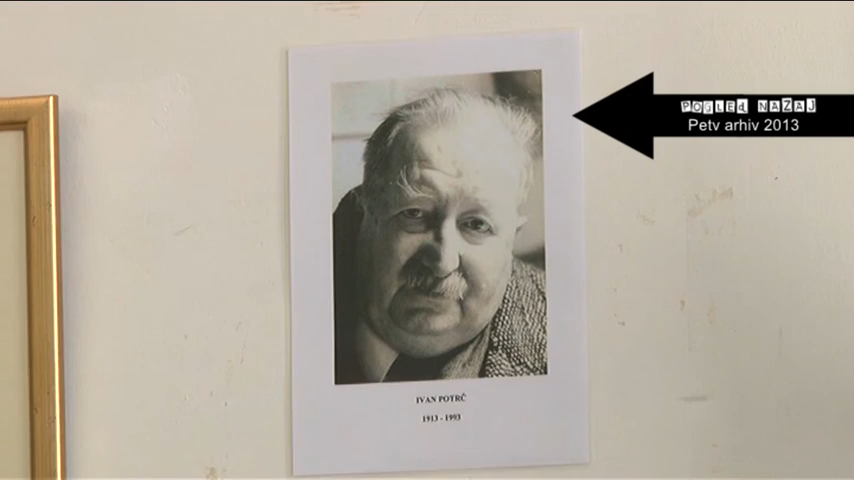 POGLED NAZAJ
Petv arhiv 2013
IVAN POTRČ
1913 - 1993